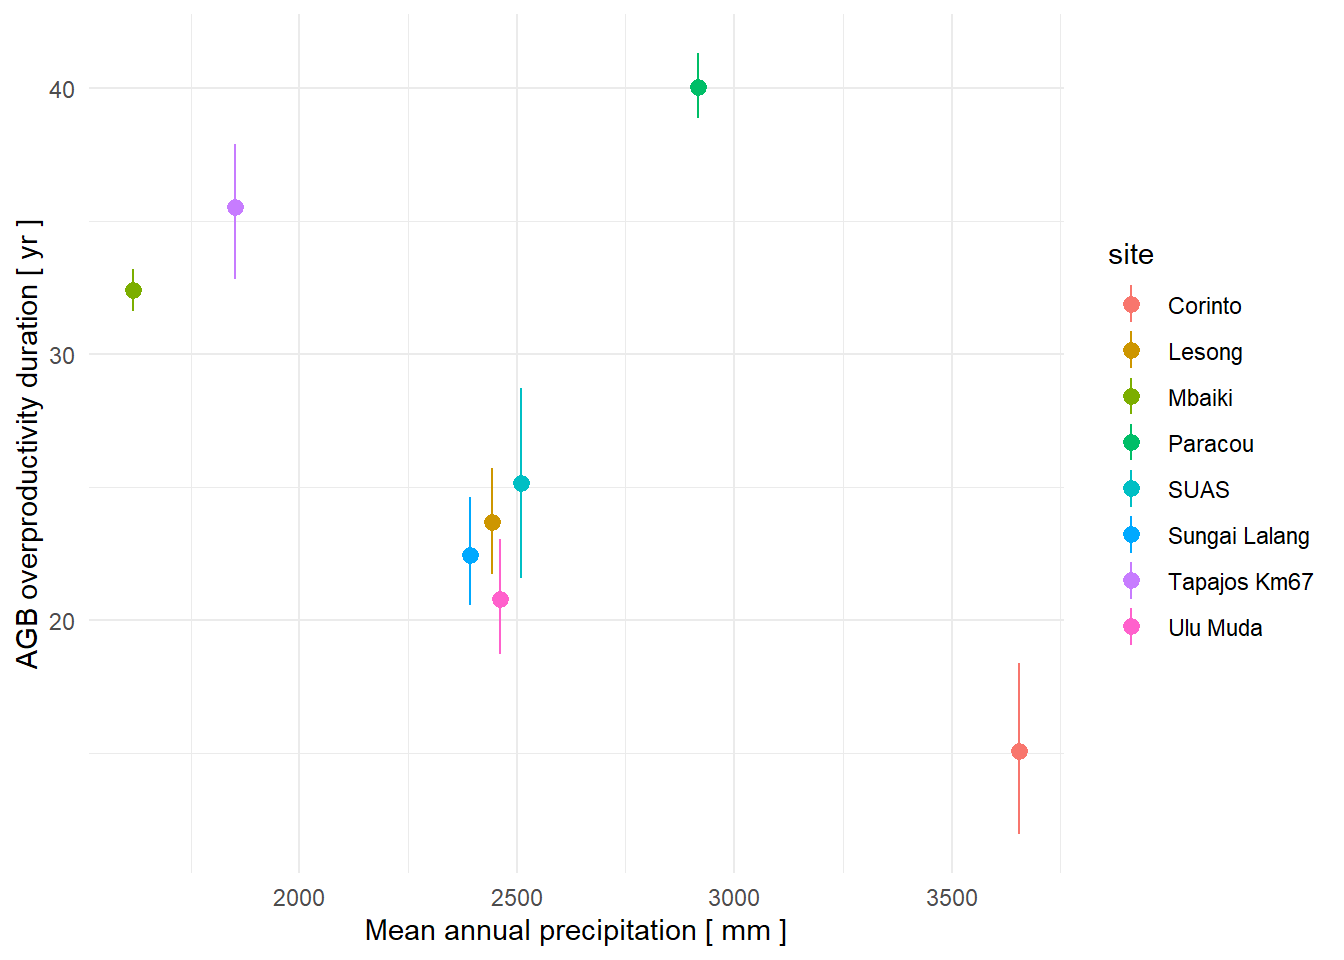 40
30
20
AGB overproductivity duration [ yr ]
2000
2500
3000
3500
Mean annual precipitation [ mm ]
site
Corinto
Lesong
Mbaiki
Paracou
SUAS
Sungai Lalang
Tapajos Km67
Ulu Muda